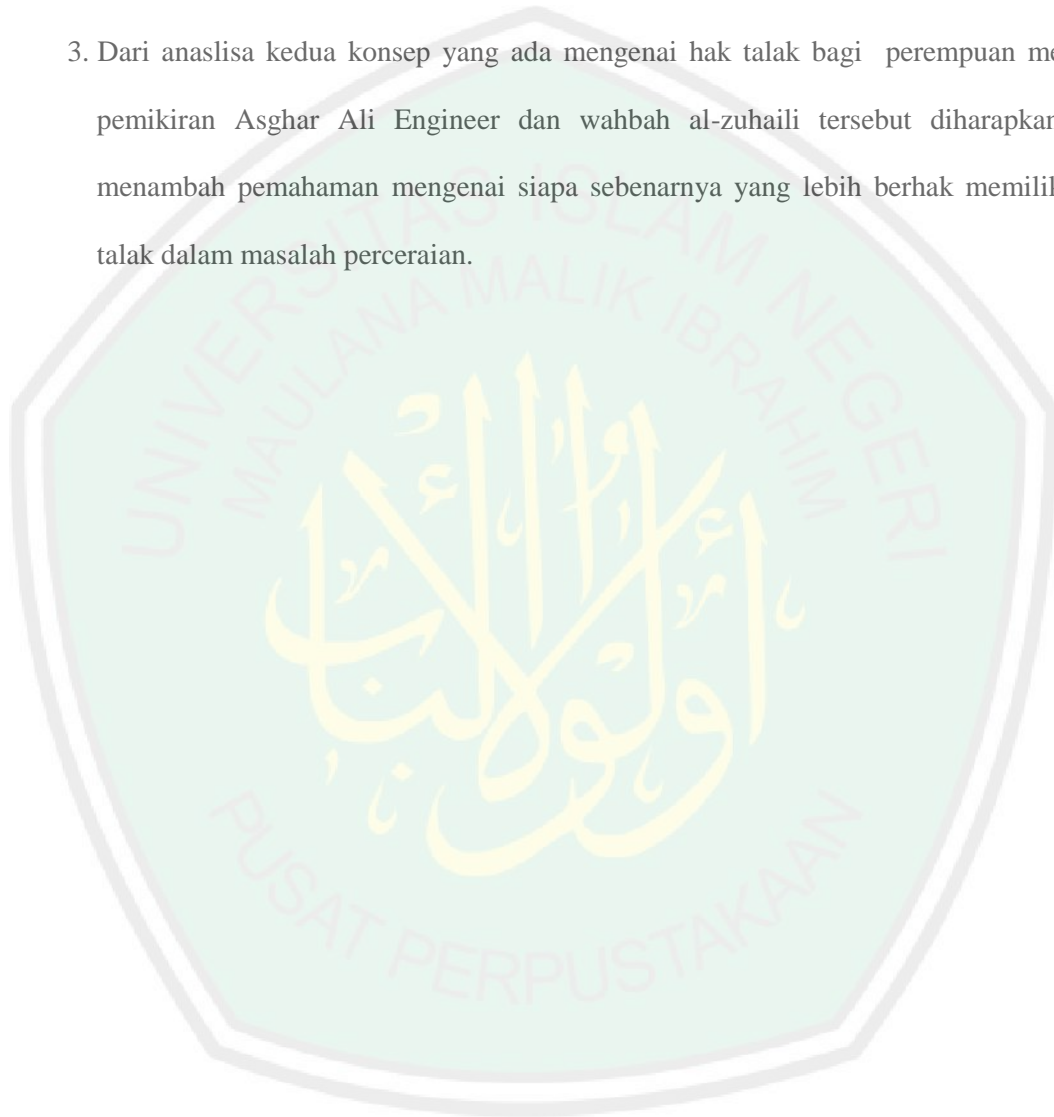 3. Dari anaslisa kedua konsep yang ada mengenai hak talak bagi perempuan me
pemikiran Asghar Ali Engineer dan wahbah al-zuhaili tersebut diharapkan
menambah pemahaman mengenai siapa sebenarnya yang lebih berhak memilik
talak dalam masalah perceraian.
UNIVERSITAS ISLAM NEGERI
MAULANA MALIK IBRAHIM
أولوا الألباب
PUSAT PERPUSTAKAAN